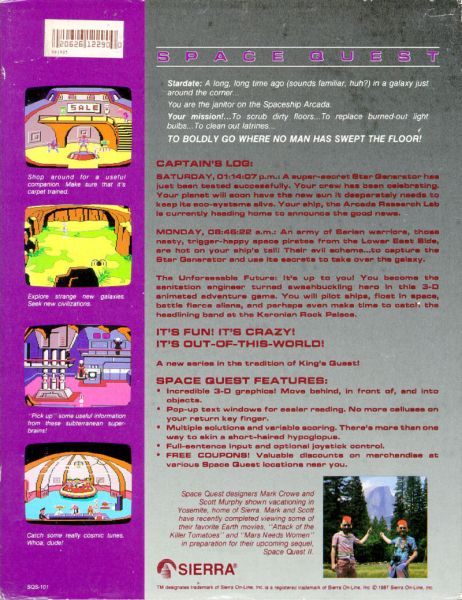 20626 12290 0
SPACE QUEST
Stardate: A long, long time ago (sounds familiar, huh?) in a galaxy just
around the corner...
You are the janitor on the Spaceship Arcada.
Your mission!...To scrub dirty floors...To replace burned-out light
bulbs...To clean out latrines...
TO BOLDLY GO WHERE NO MAN HAS SWEPT THE FLOOR!
SALE
Shop around for a useful
companion. Make sure that it's
carpet trained.
Explore strange new galaxies.
Seek new civilizations.
"Pick up" some useful information
from these subterranean super-
brains!
Catch some really cosmic tunes.
Whoa, dude!
SQS-101
CAPTAIN'S LOG:
SATURDAY, 01:14:07 p.m.: A super-secret Star Generator has
just been tested successfully. Your crew has been celebrating.
Your planet will soon have the new sun it desperately needs to
keep its eco-systems alive. Your ship, the Arcada Research Lab
is currently heading home to announce the good news.
MONDAY, 08:46:22 a.m.: An army of Sarien warriors, those
nasty, trigger-happy space pirates from the Lower East Side,
are hot on your ship's tail! Their evil scheme...to capture the
Star Generator and use its secrets to take over the galaxy.
The Unforseeable Future: It's up to you! You become the
sanitation engineer turned swashbuckling hero in this 3-D
animated adventure game. You will pilot ships, float in space,
battle fierce aliens, and perhaps even make time to catch the
headlining band at the Keronian Rock Palace.
IT'S FUN! IT'S CRAZY!
IT'S OUT-OF-THIS-WORLD!
A new series in the tradition of King's Quest!
SPACE QUEST FEATURES:
• Incredible 3-D graphics! Move behind, in front of, and into
objects.
• Pop-up text windows for easier reading. No more calluses on
your return key finger.
• Multiple solutions and variable scoring. There's more than one
way to skin a short-haired hypoglopus.
• Full-sentence input and optional joystick control.
• FREE COUPONS! Valuable discounts on merchandise at
various Space Quest locations near you.
Space Quest designers Mark Crowe and
Scott Murphy shown vacationing in
Yosemite, home of Sierra. Mark and Scott
have recently completed viewing some of
their favorite Earth movies, "Attack of the
Killer Tomatoes" and "Mars Needs Women"
in preparation for their upcoming sequel,
Space Quest II.
SIERRA
TM designates trademark of Sierra On-Line, Inc. ® is a registered trademark of Sierra On-Line, Inc. © 1987 Sierra On-Line, Inc.